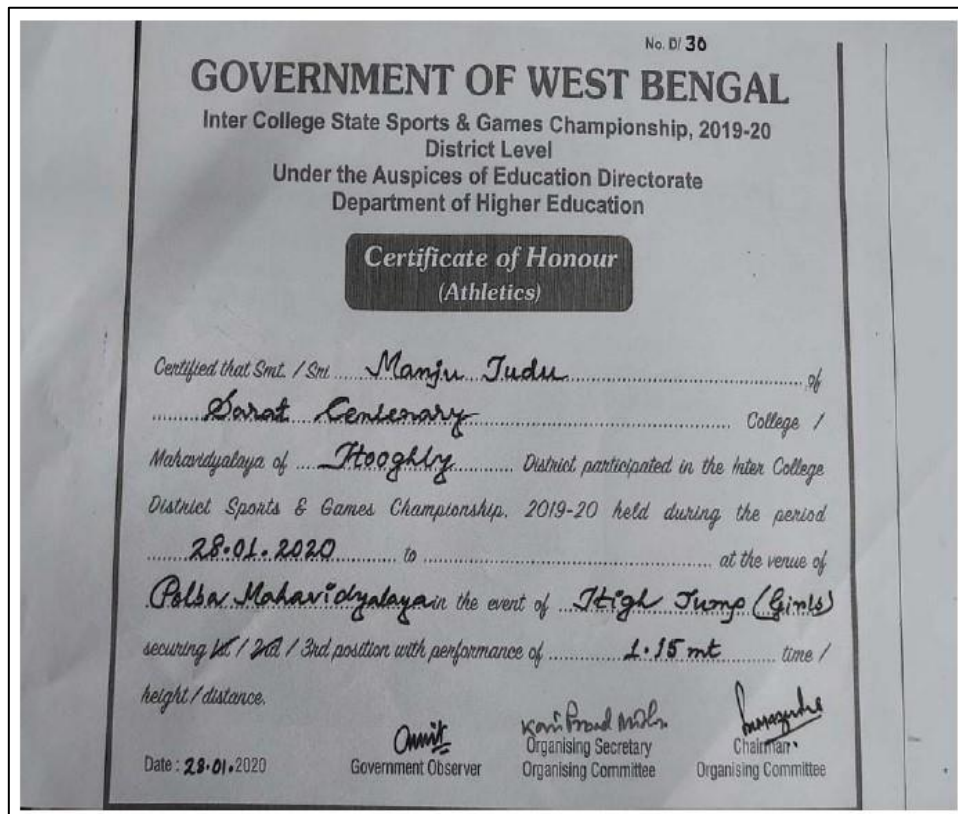 No. D/ 30
GOVERNMENT OF WEST BENGAL
Inter College State Sports & Games Championship, 2019-20
District Level
Under the Auspices of Education Directorate
Department of Higher Education
Certificate of Honour
(Athletics)
Certified that Smt. / Sri ..... Manju Tudu ..... of
..... Sarat Centenary ..... College /
Mahavidyalaya of .... Hooghly .......... District participated in the Inter College
District Sports & Games Championship, 2019-20 held during the period
....... 28.01.2020 .......... to .......... at the venue of
Polba Mahavidyalaya in the event of ... High Jump (Girls)
securing 1st / 2nd / 3rd position with performance of .......... 1.15 mt .......... time /
height / distance.
Government Observer
Organising Secretary
Organising Committee
Chairman
Organising Committee
Date : 28.01.2020